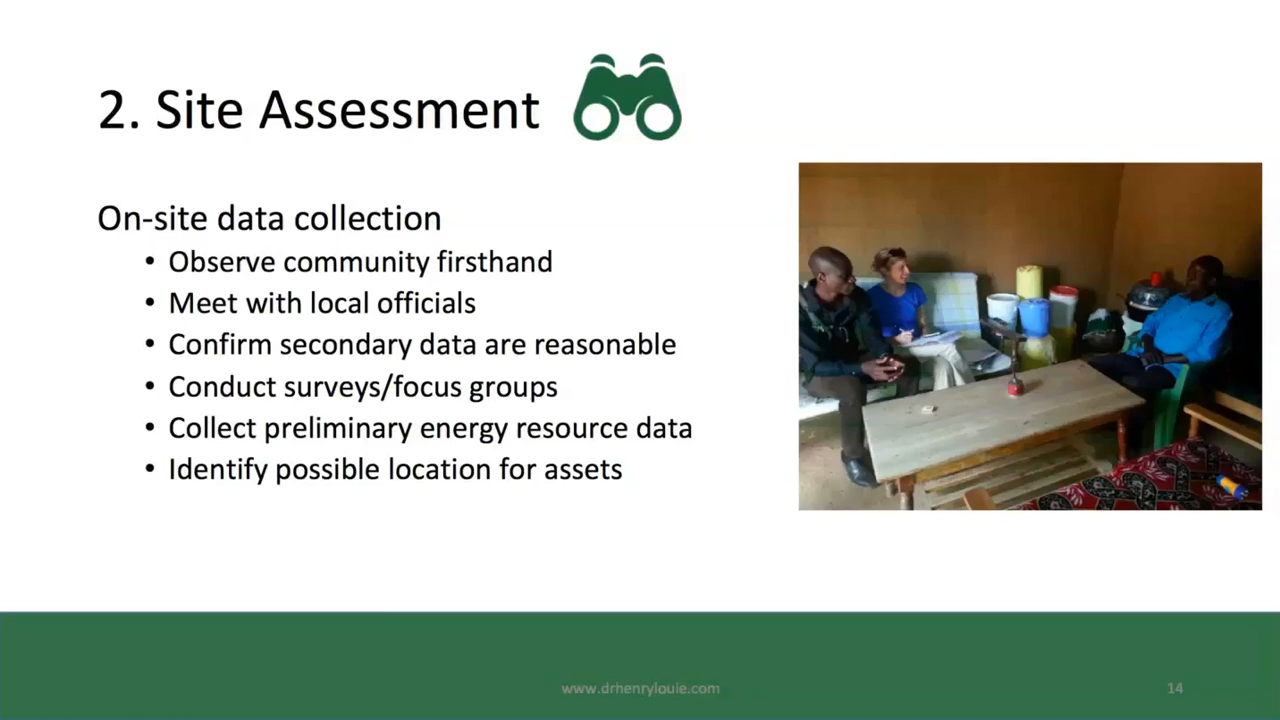 2. Site Assessment
On-site data collection
• Observe community firsthand
• Meet with local officials
• Confirm secondary data are reasonable
• Conduct surveys/focus groups
• Collect preliminary energy resource data
• Identify possible location for assets
www.drhenrylouie.com
14